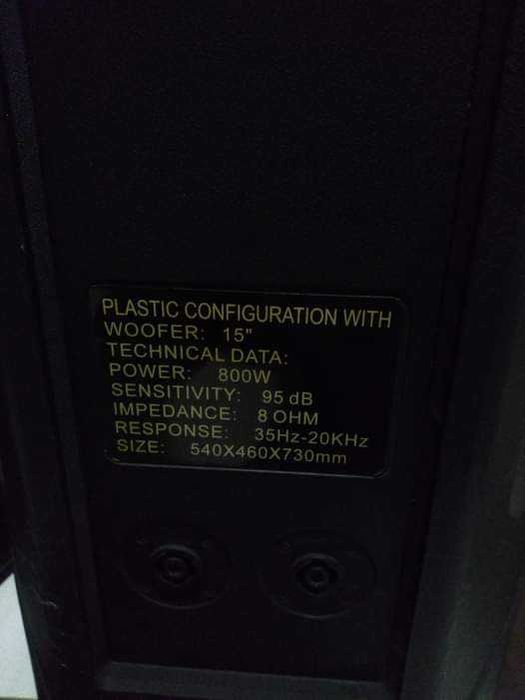 PLASTIC CONFIGURATION WITH
WOOFER: 15"
TECHNICAL DATA:
POWER: 800W
SENSITIVITY: 95 dB
IMPEDANCE: 8 OHM
RESPONSE: 35Hz-20KHz
SIZE: 540X460X730mm